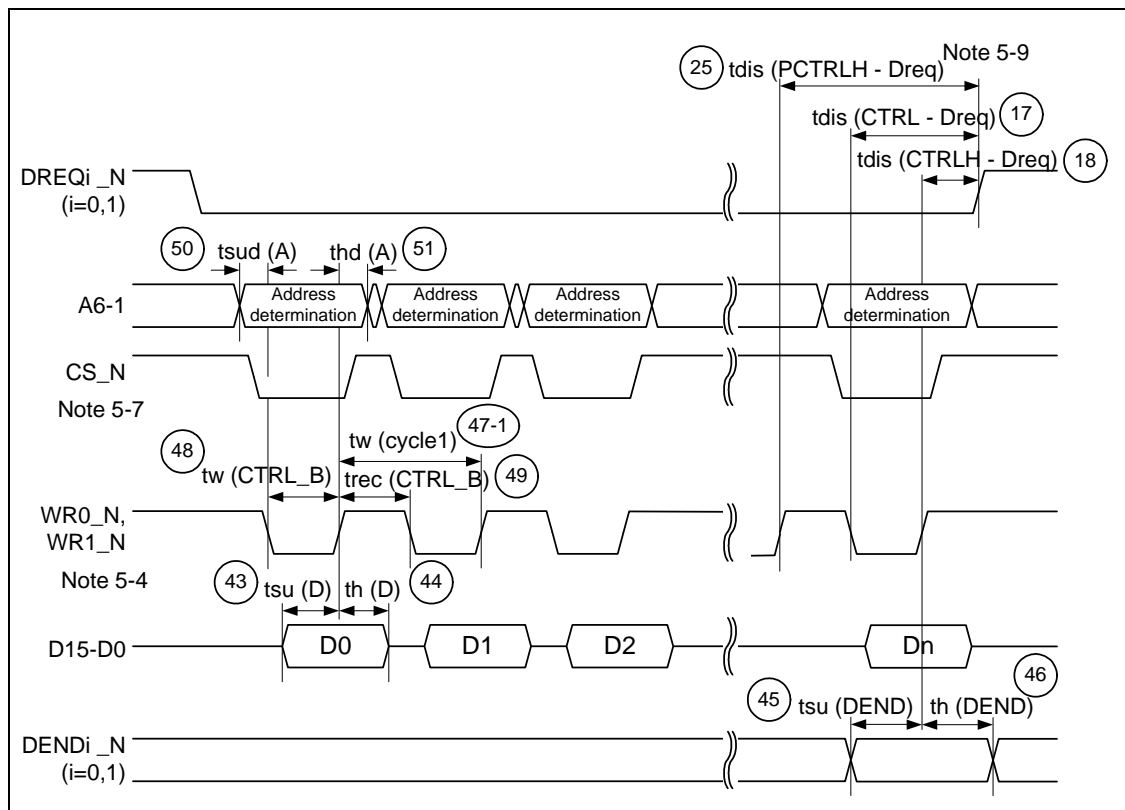 Note 5-9
25 tdis (PCTRLH - Dreq)
tdis (CTRL - Dreq) 17
tdis (CTRLH - Dreq) 18
DREQi _N
(i=0,1)
50 tsud (A) thd (A) 51
A6-1
Address determination
Address determination
Address determination
Address determination
CS_N
Note 5-7
47-1
tw (cycle1)
48 tw (CTRL_B) trec (CTRL_B) 49
WR0_N,
WR1_N
Note 5-4
43 tsu (D) th (D) 44
D15-D0
D0 D1 D2 Dn
45 tsu (DEND) th (DEND) 46
DENDi _N
(i=0,1)